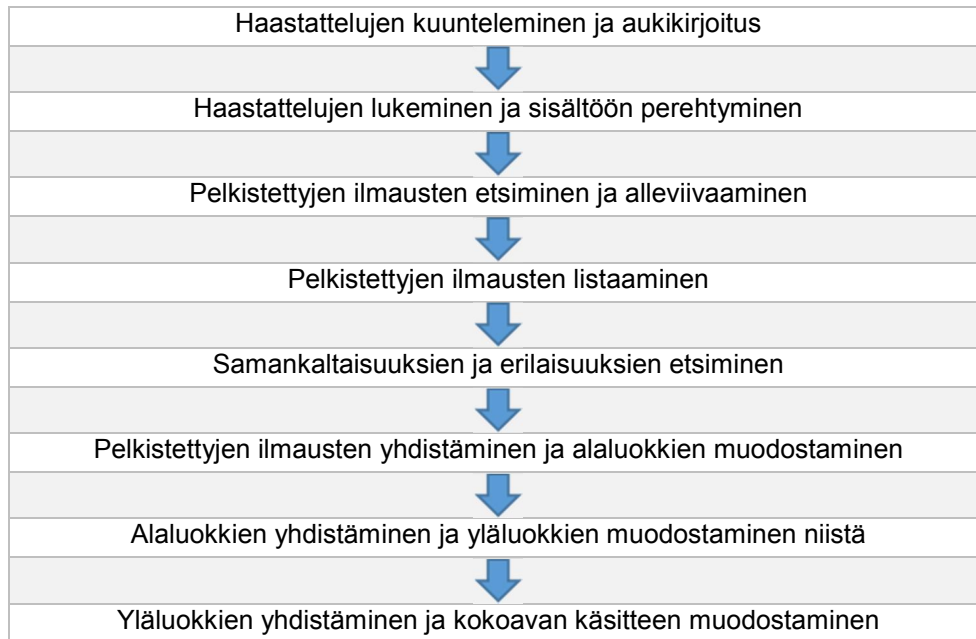 Haastattelujen kuunteleminen ja aukikirjoitus
Haastattelujen lukeminen ja sisältöön perehtyminen
Pelkistettyjen ilmausten etsiminen ja alleviivaaminen
Pelkistettyjen ilmausten listaaminen
Samankaltaisuuksien ja erilaisuuksien etsiminen
Pelkistettyjen ilmausten yhdistäminen ja alaluokkien muodostaminen
Alaluokkien yhdistäminen ja yläluokkien muodostaminen niistä
Yläluokkien yhdistäminen ja kokoavan käsitteen muodostaminen